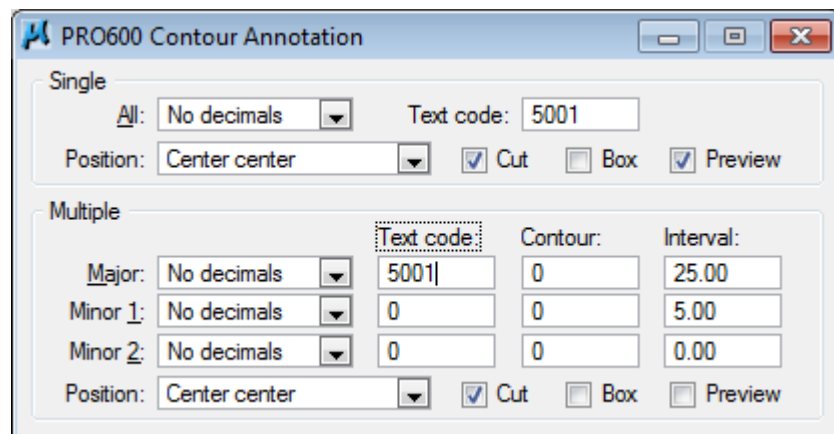 PRO600 Contour Annotation
Single
All: No decimals Text code: 5001
Position: Center center Cut Box Preview
Multiple
Text code: Contour: Interval:
Major: No decimals 5001 0 25.00
Minor 1: No decimals 0 0 5.00
Minor 2: No decimals 0 0 0.00
Position: Center center Cut Box Preview